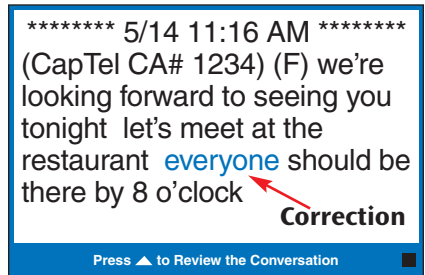 ******** 5/14 11:16 AM ********
(CapTel CA# 1234) (F) we're
looking forward to seeing you
tonight  let's meet at the
restaurant  everyone should be
there by 8 o'clock
Correction
Press ▲ to Review the Conversation